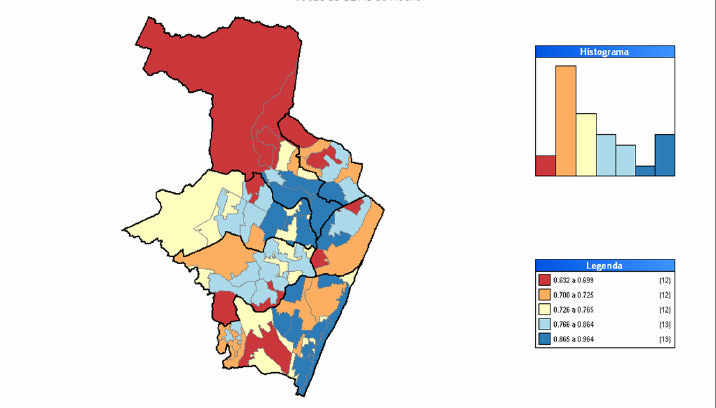 Histograma
Legenda
0.632 a 0.699 (12)
0.700 a 0.725 (12)
0.726 a 0.765 (12)
0.766 a 0.864 (13)
0.865 a 0.964 (13)